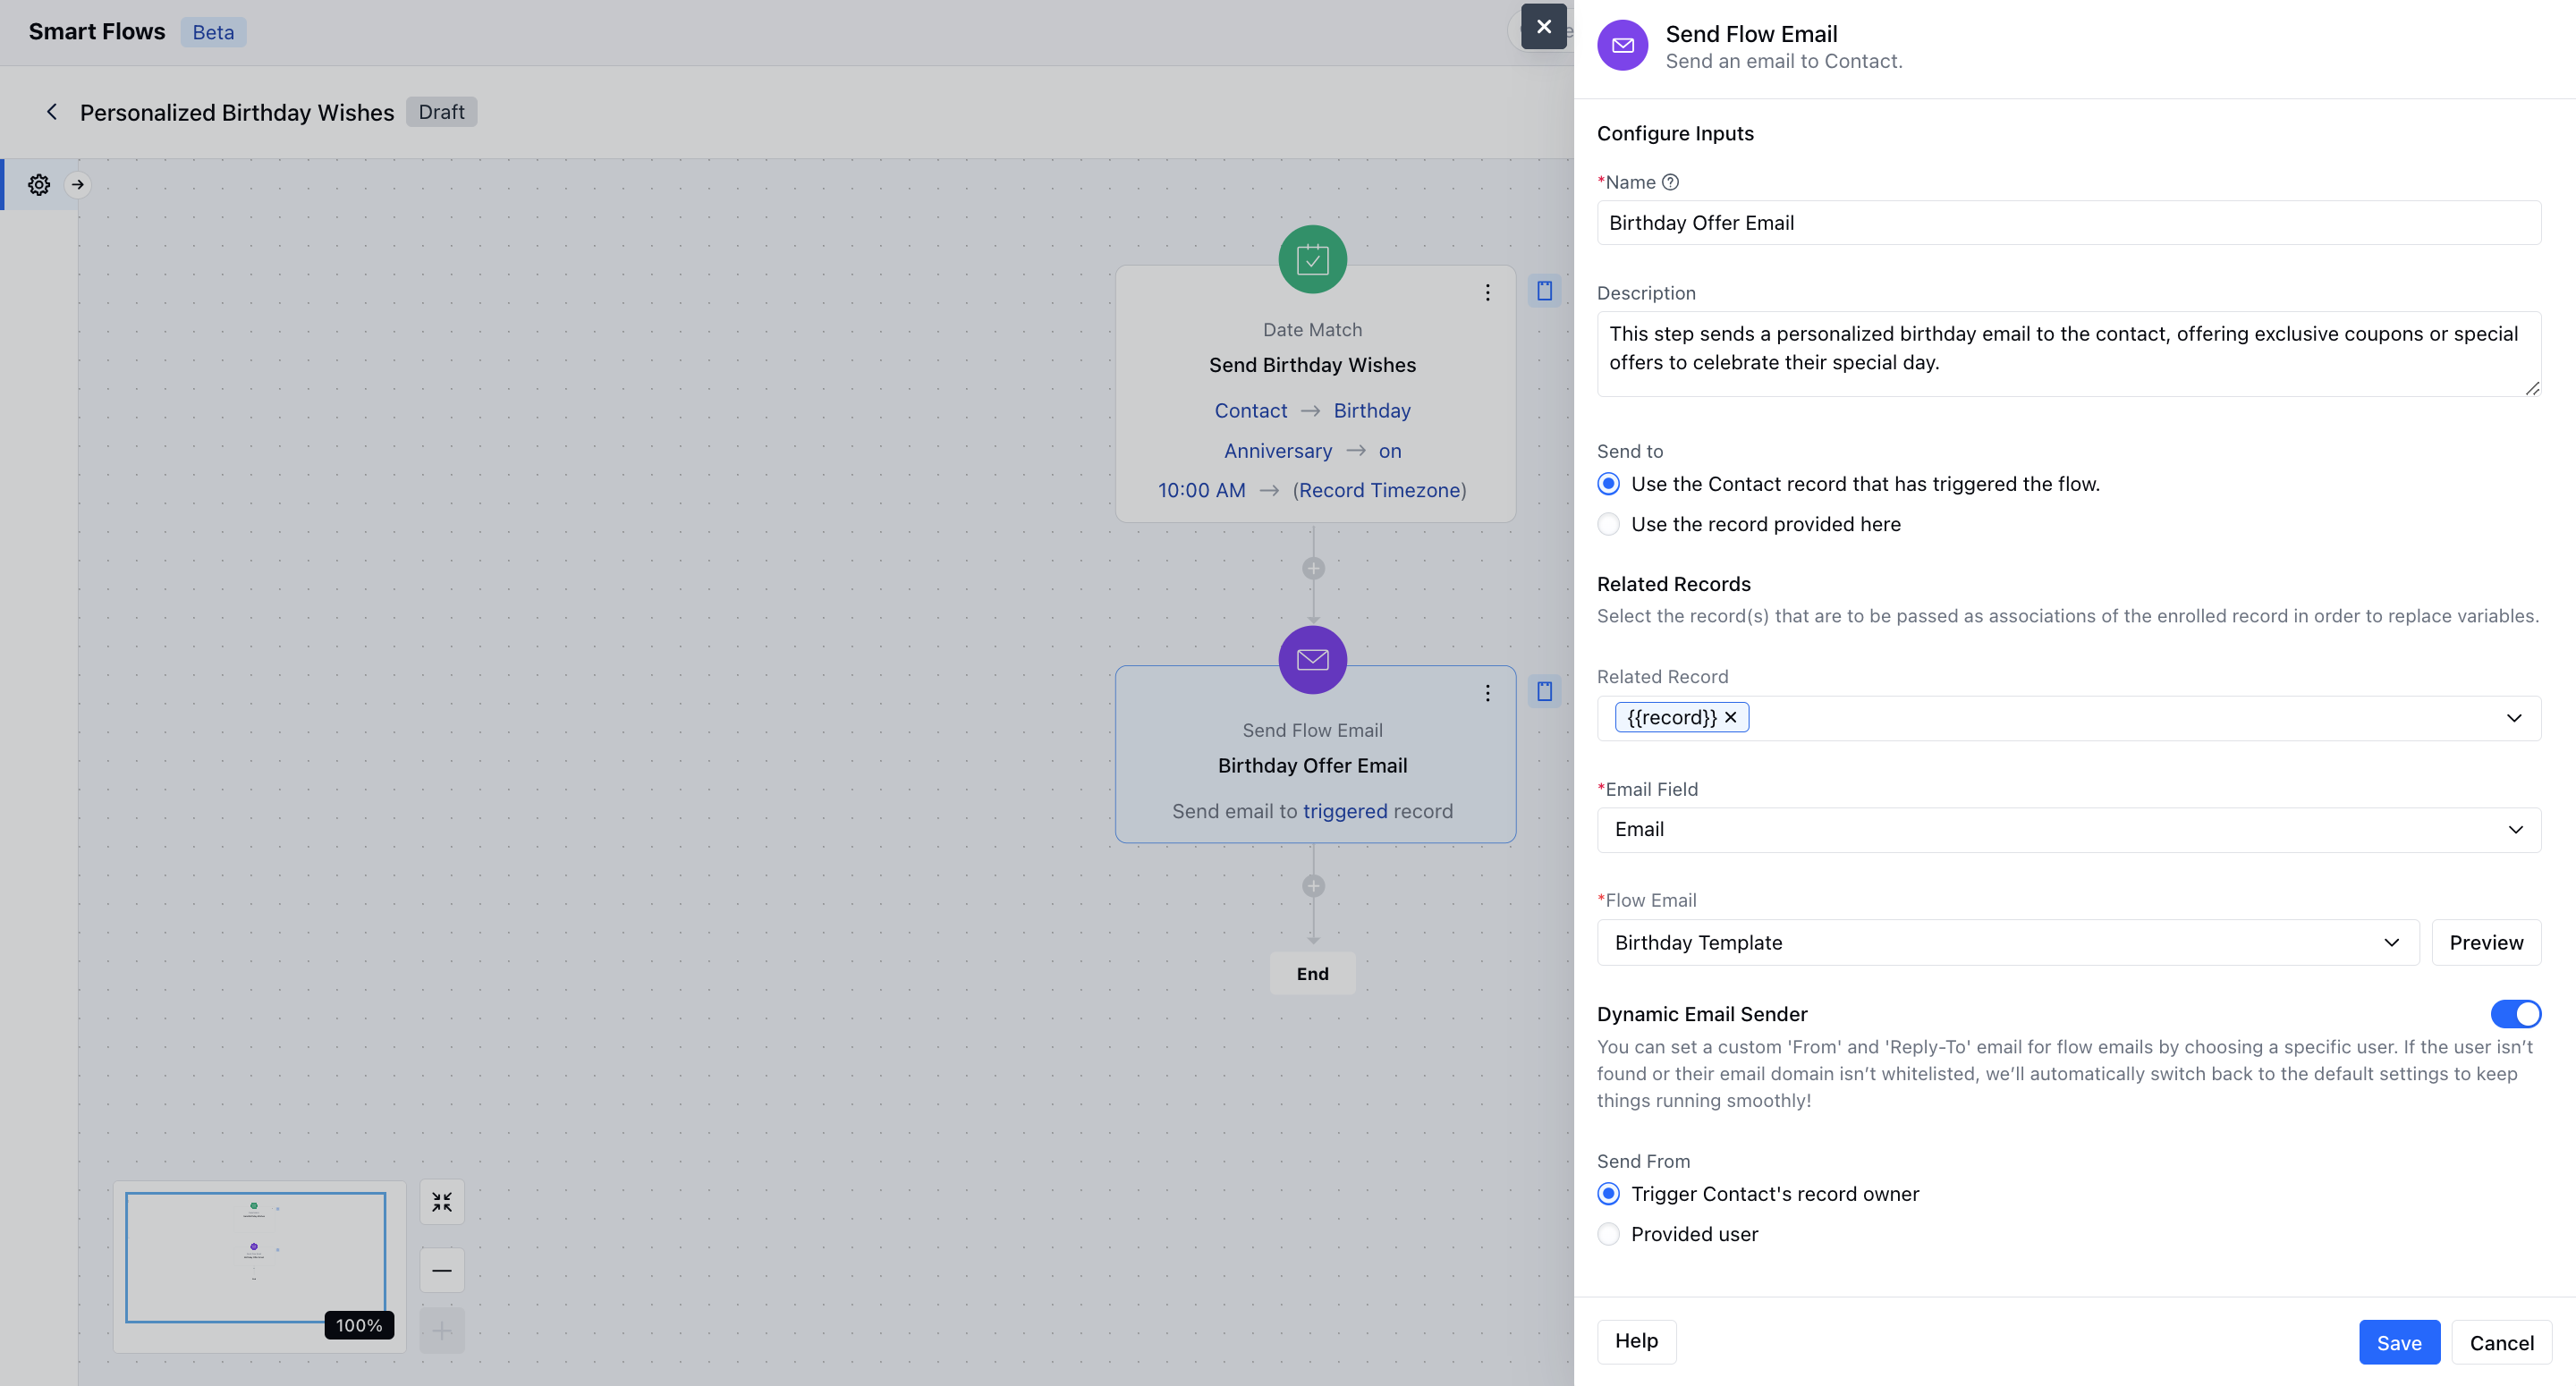 Smart Flows
Beta
Personalized Birthday Wishes
Draft
Date Match
Send Birthday Wishes
Contact → Birthday
Anniversary → on
10:00 AM → (Record Timezone)
Send Flow Email
Birthday Offer Email
Send email to triggered record
End
100%
Send Flow Email
Send an email to Contact.
Configure Inputs
*Name
Birthday Offer Email
Description
This step sends a personalized birthday email to the contact, offering exclusive coupons or special
offers to celebrate their special day.
Send to
Use the Contact record that has triggered the flow.
Use the record provided here
Related Records
Select the record(s) that are to be passed as associations of the enrolled record in order to replace variables.
Related Record
{{record}}
*Email Field
Email
*Flow Email
Birthday Template
Preview
Dynamic Email Sender
You can set a custom 'From' and 'Reply-To' email for flow emails by choosing a specific user. If the user isn’t
found or their email domain isn’t whitelisted, we’ll automatically switch back to the default settings to keep
things running smoothly!
Send From
Trigger Contact's record owner
Provided user
Help
Save
Cancel